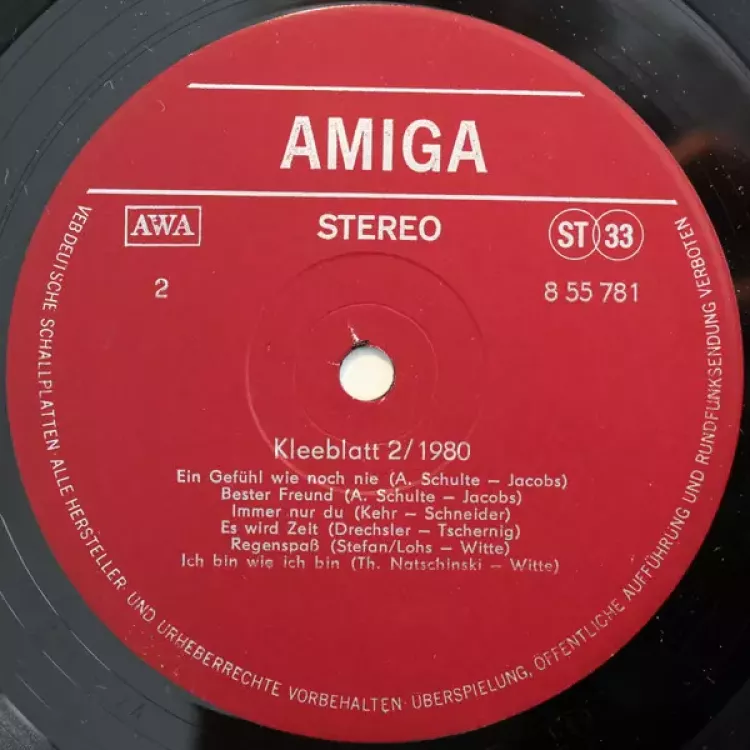 AMIGA
AWA
STEREO
ST 33
2
8 55 781
Kleeblatt 2/1980
Ein Gefühl wie noch nie (A. Schulte – Jacobs)
Bester Freund (A. Schulte – Jacobs)
Immer nur du (Kehr – Schneider)
Es wird Zeit (Drechsler – Tschernig)
Regenspaß (Stefan/Lohs – Witte)
Ich bin wie ich bin (Th. Natschinski – Witte)
VEB DEUTSCHE SCHALLPLATTEN · ALLE HERSTELLER- UND URHEBERRECHTE VORBEHALTEN · ÜBERSPIELUNG, ÖFFENTLICHE AUFFÜHRUNG UND RUNDFUNKSENDUNG VERBOTEN